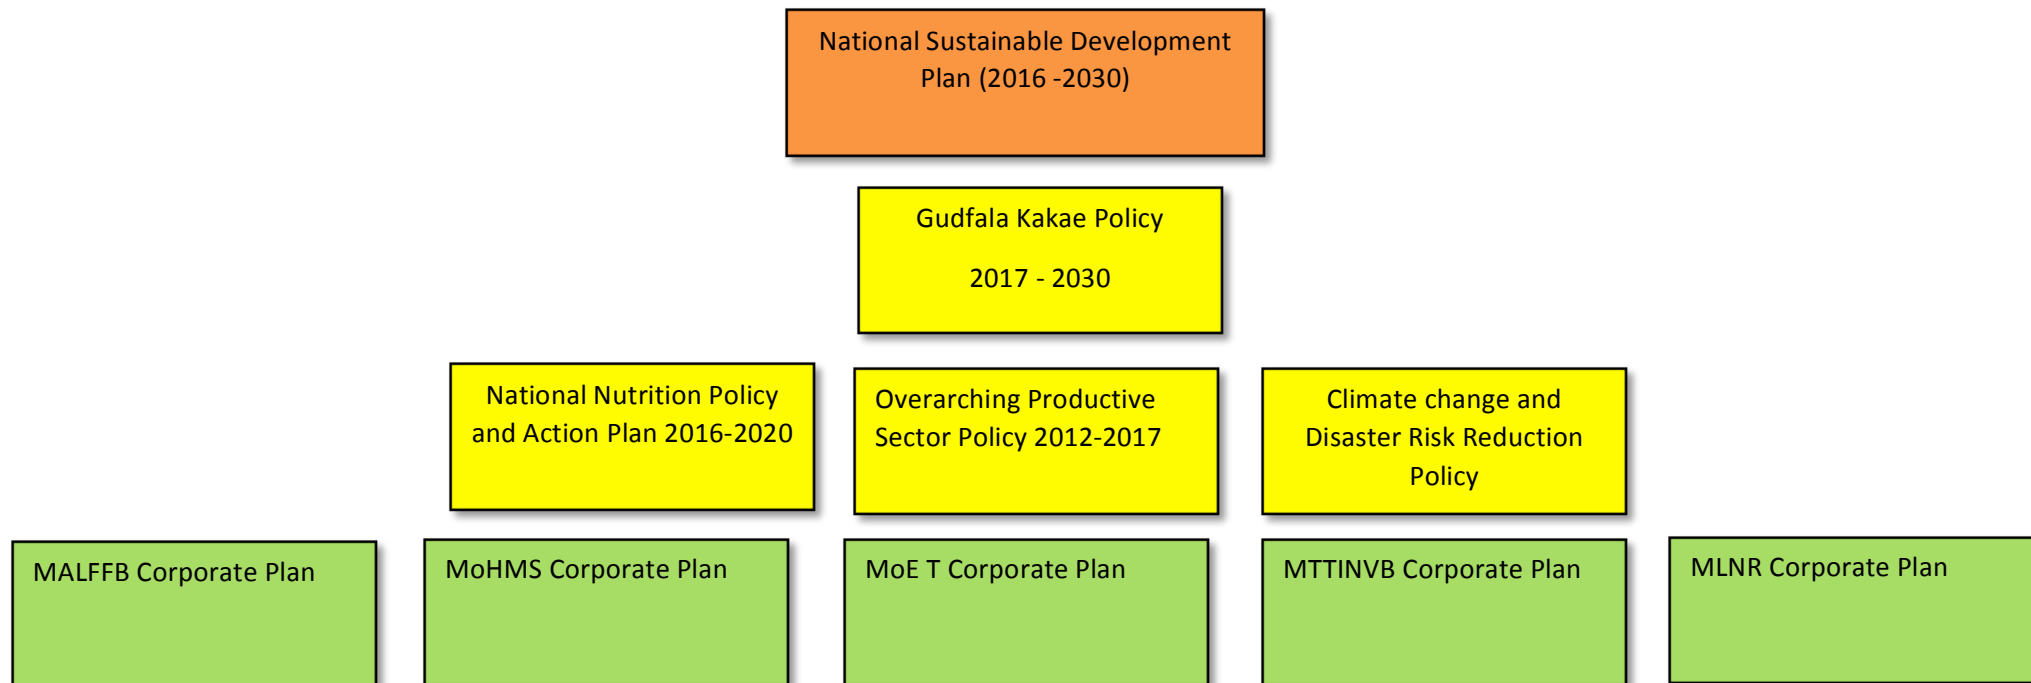 National Sustainable Development
Plan (2016 -2030)
Gudfala Kakae Policy
2017 - 2030
National Nutrition Policy
and Action Plan 2016-2020
Overarching Productive
Sector Policy 2012-2017
Climate change and
Disaster Risk Reduction
Policy
MALFFB Corporate Plan
MoHMS Corporate Plan
MoE T Corporate Plan
MTTINVB Corporate Plan
MLNR Corporate Plan